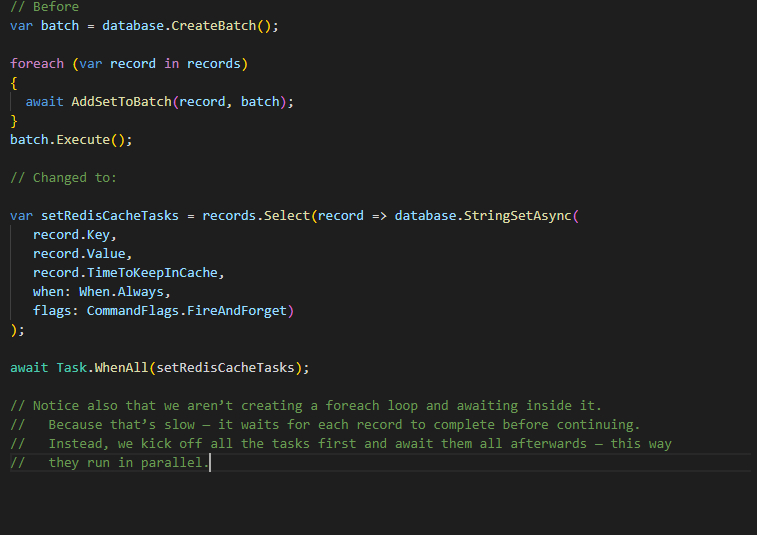 // Before
var batch = database.CreateBatch();
foreach (var record in records)
{
await AddSetToBatch(record, batch);
}
batch.Execute();
// Changed to:
var setRedisCacheTasks = records.Select(record => database.StringSetAsync(
record.Key,
record.Value,
record.TimeToKeepInCache,
when: When.Always,
flags: CommandFlags.FireAndForget)
);
await Task.WhenAll(setRedisCacheTasks);
// Notice also that we aren’t creating a foreach loop and awaiting inside it.
//   Because that’s slow – it waits for each record to complete before continuing.
//   Instead, we kick off all the tasks first and await them all afterwards – this way
//   they run in parallel.